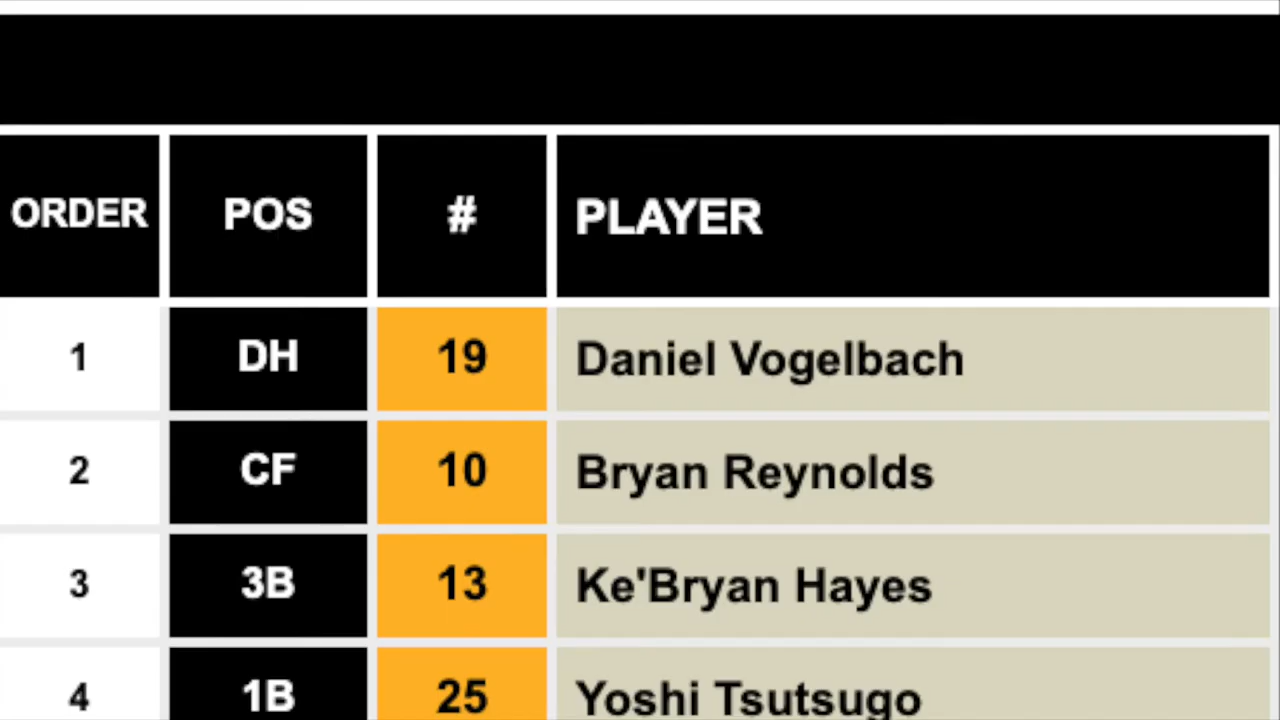 ORDER POS # PLAYER
1 DH 19 Daniel Vogelbach
2 CF 10 Bryan Reynolds
3 3B 13 Ke'Bryan Hayes
4 1B 25 Yoshi Tsutsugo